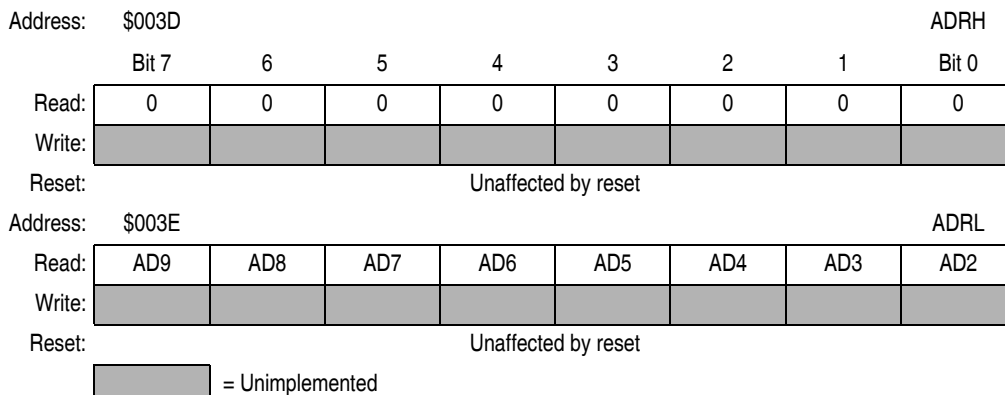 Address: $003D ADRH
Bit 7 6 5 4 3 2 1 Bit 0
Read: 0 0 0 0 0 0 0 0
Write:
Reset: Unaffected by reset
Address: $003E ADRL
Read: AD9 AD8 AD7 AD6 AD5 AD4 AD3 AD2
Write:
Reset: Unaffected by reset
= Unimplemented